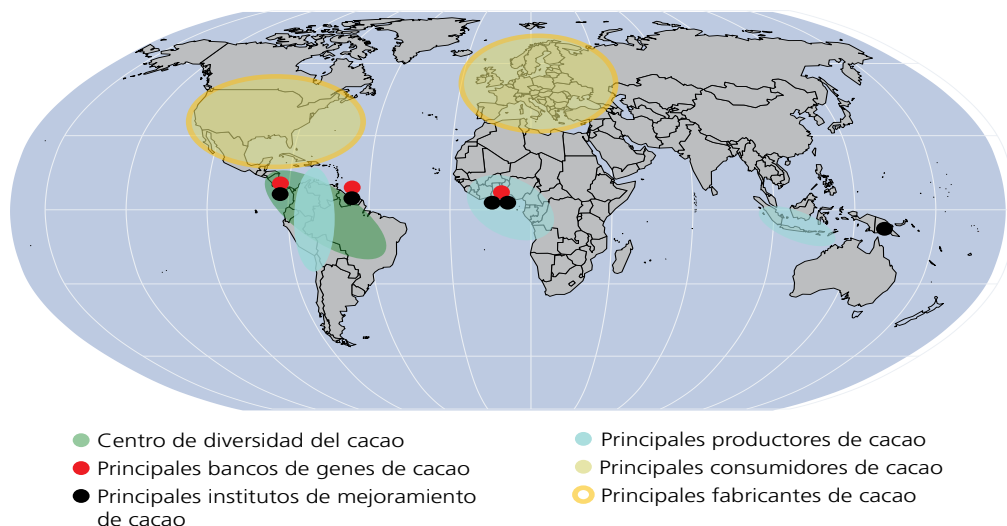 Centro de diversidad del cacao
Principales bancos de genes de cacao
Principales institutos de mejoramiento
de cacao
Principales productores de cacao
Principales consumidores de cacao
Principales fabricantes de cacao